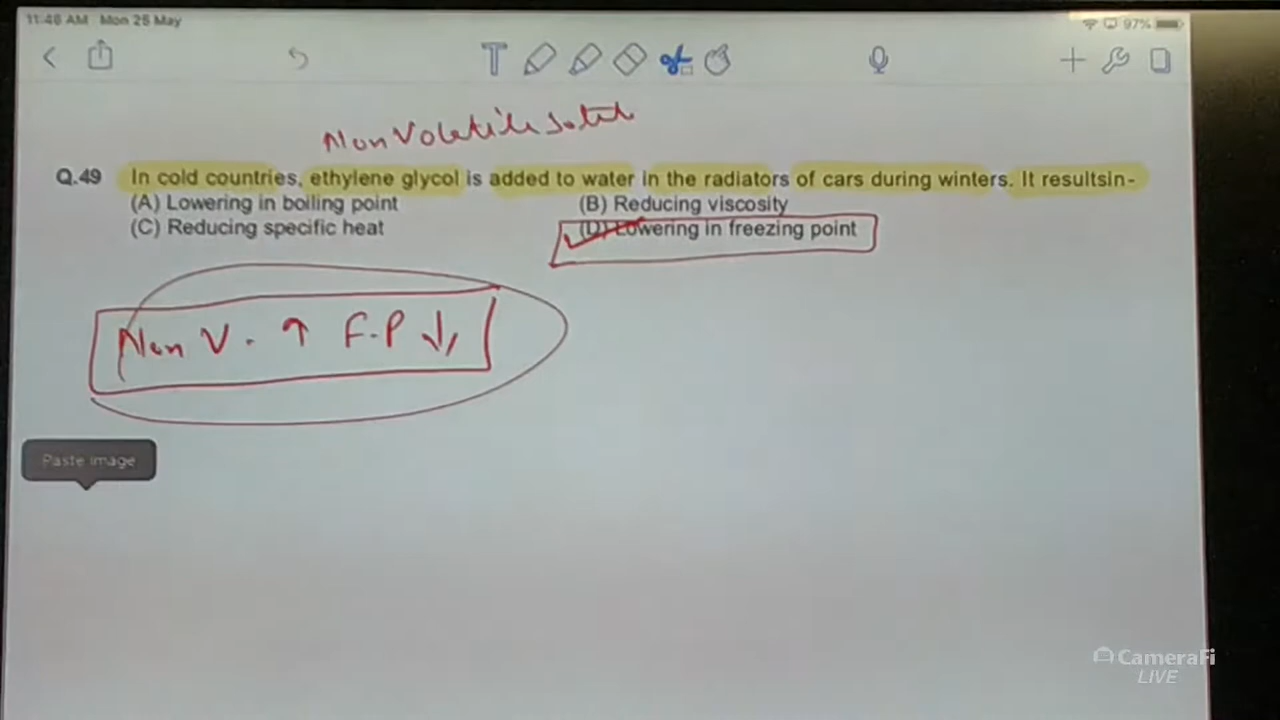 11:46 AM Mon 25 May
97%
Non Volatile Solute
Q.49 In cold countries, ethylene glycol is added to water in the radiators of cars during winters. It resultsin-
(A) Lowering in boiling point
(B) Reducing viscosity
(C) Reducing specific heat
(D) Lowering in freezing point
Non V. ↑ F.P ↓
Paste Image
CameraFi
LIVE